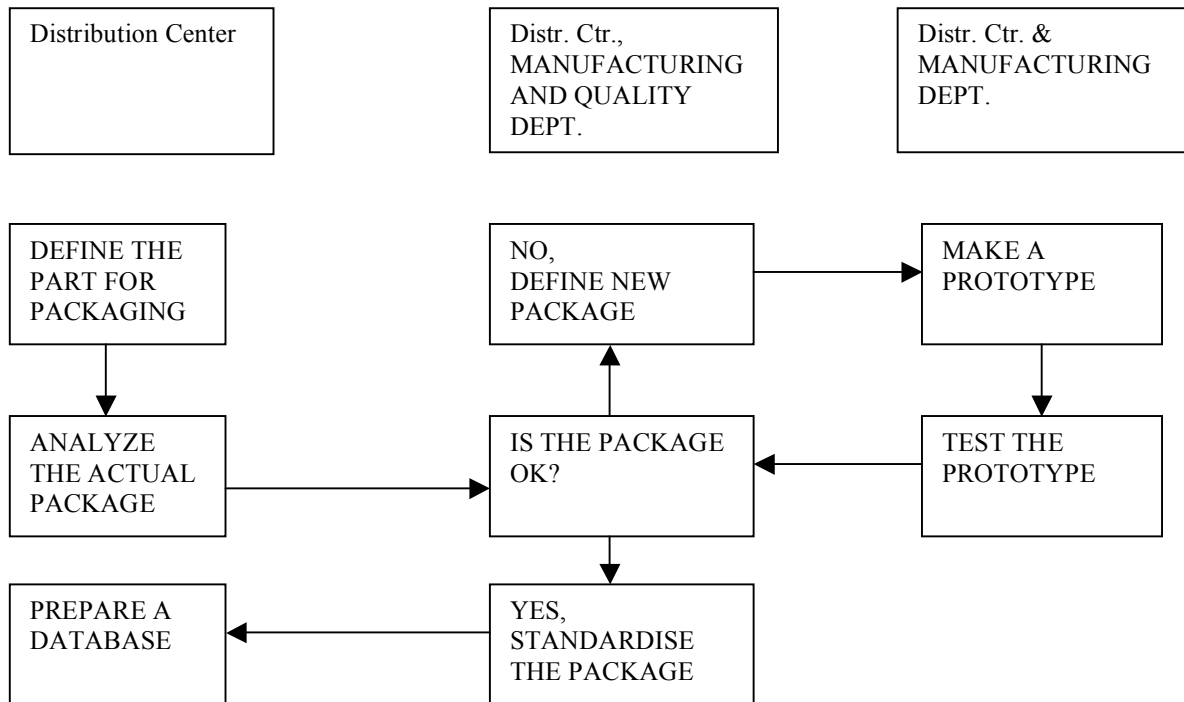 Distribution Center
Distr. Ctr.,
MANUFACTURING
AND QUALITY
DEPT.
Distr. Ctr. &
MANUFACTURING
DEPT.
DEFINE THE
PART FOR
PACKAGING
NO,
DEFINE NEW
PACKAGE
MAKE A
PROTOTYPE
ANALYZE
THE ACTUAL
PACKAGE
IS THE PACKAGE
OK?
TEST THE
PROTOTYPE
PREPARE A
DATABASE
YES,
STANDARDISE
THE PACKAGE